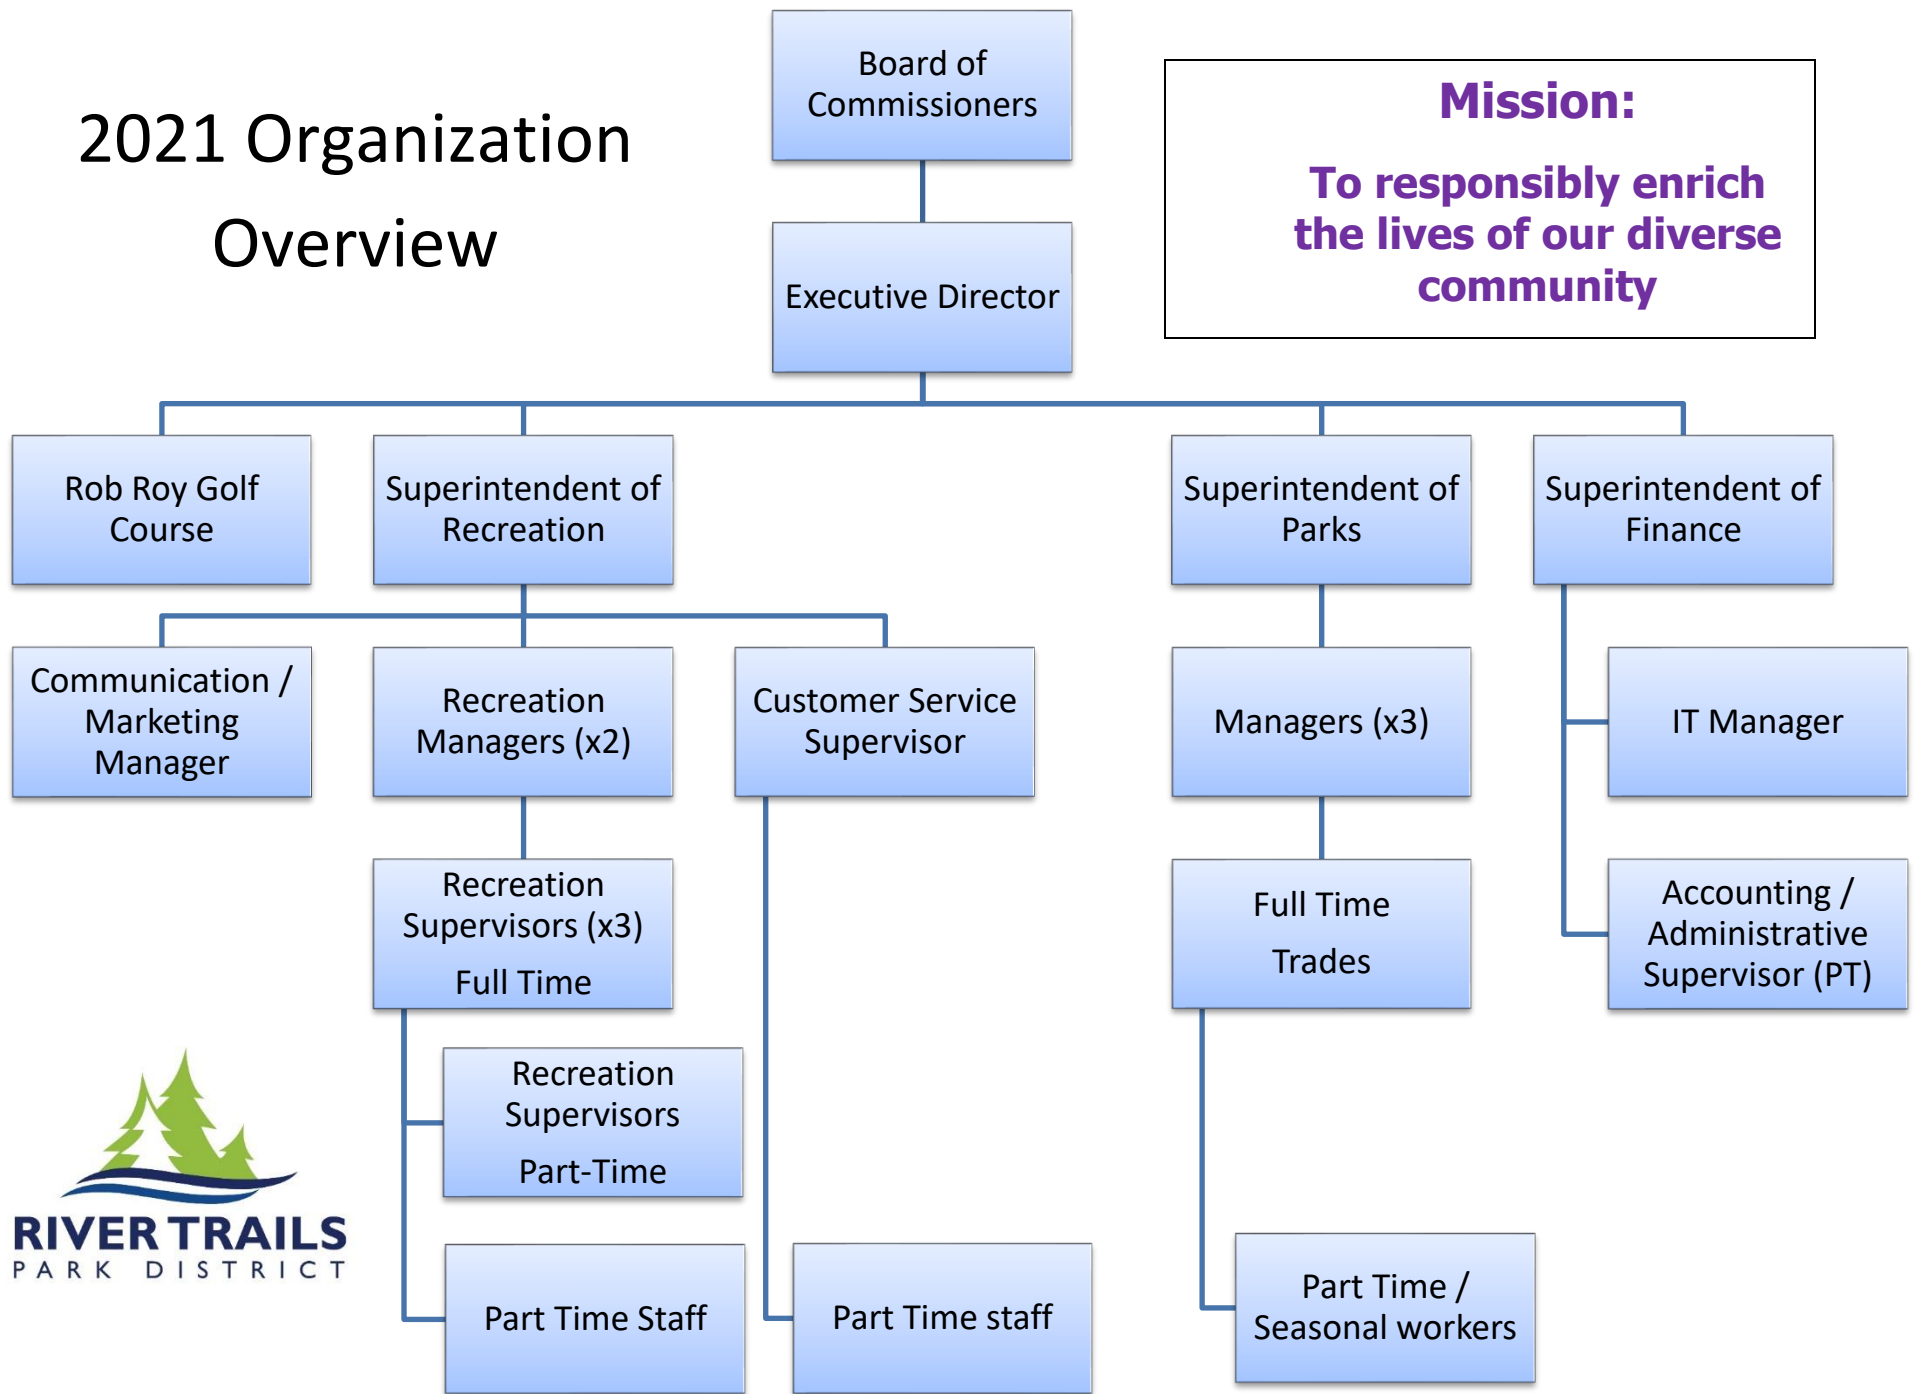 2021 Organization
Overview
Board of
Commissioners
Mission:
To responsibly enrich
the lives of our diverse
community
Executive Director
Rob Roy Golf
Course
Superintendent of
Recreation
Superintendent of
Parks
Superintendent of
Finance
Communication /
Marketing
Manager
Recreation
Managers (x2)
Customer Service
Supervisor
Managers (x3)
IT Manager
Recreation
Supervisors (x3)
Full Time
Full Time
Trades
Accounting /
Administrative
Supervisor (PT)
Recreation
Supervisors
Part-Time
RIVER TRAILS
PARK DISTRICT
Part Time Staff
Part Time staff
Part Time /
Seasonal workers